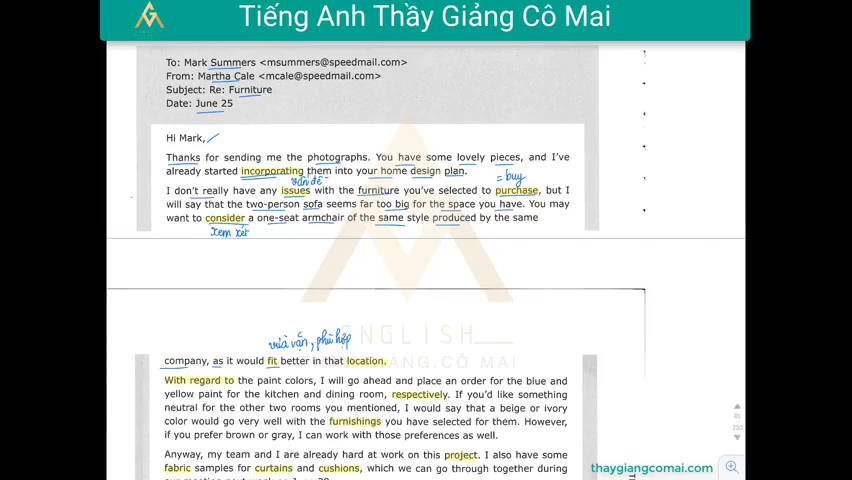 Tiếng Anh Thầy Giảng Cô Mai
To: Mark Summers <msummers@speedmail.com>
From: Martha Cale <mcale@speedmail.com>
Subject: Re: Furniture
Date: June 25
Hi Mark,
Thanks for sending me the photographs. You have some lovely pieces, and I've
already started incorporating them into your home design plan.
vấn đề = buy
I don't really have any issues with the furniture you've selected to purchase, but I
will say that the two-person sofa seems far too big for the space you have. You may
want to consider a one-seat armchair of the same style produced by the same
xem xét
vừa vặn, phù hợp
ENGLISH
company, as it would fit better in that location.
GIẢNG.CÔ MAI
With regard to the paint colors, I will go ahead and place an order for the blue and
yellow paint for the kitchen and dining room, respectively. If you'd like something
neutral for the other two rooms you mentioned, I would say that a beige or ivory
color would go very well with the furnishings you have selected for them. However,
if you prefer brown or gray, I can work with those preferences as well.
Anyway, my team and I are already hard at work on this project. I also have some
fabric samples for curtains and cushions, which we can go through together during
thaygiangcomai.com